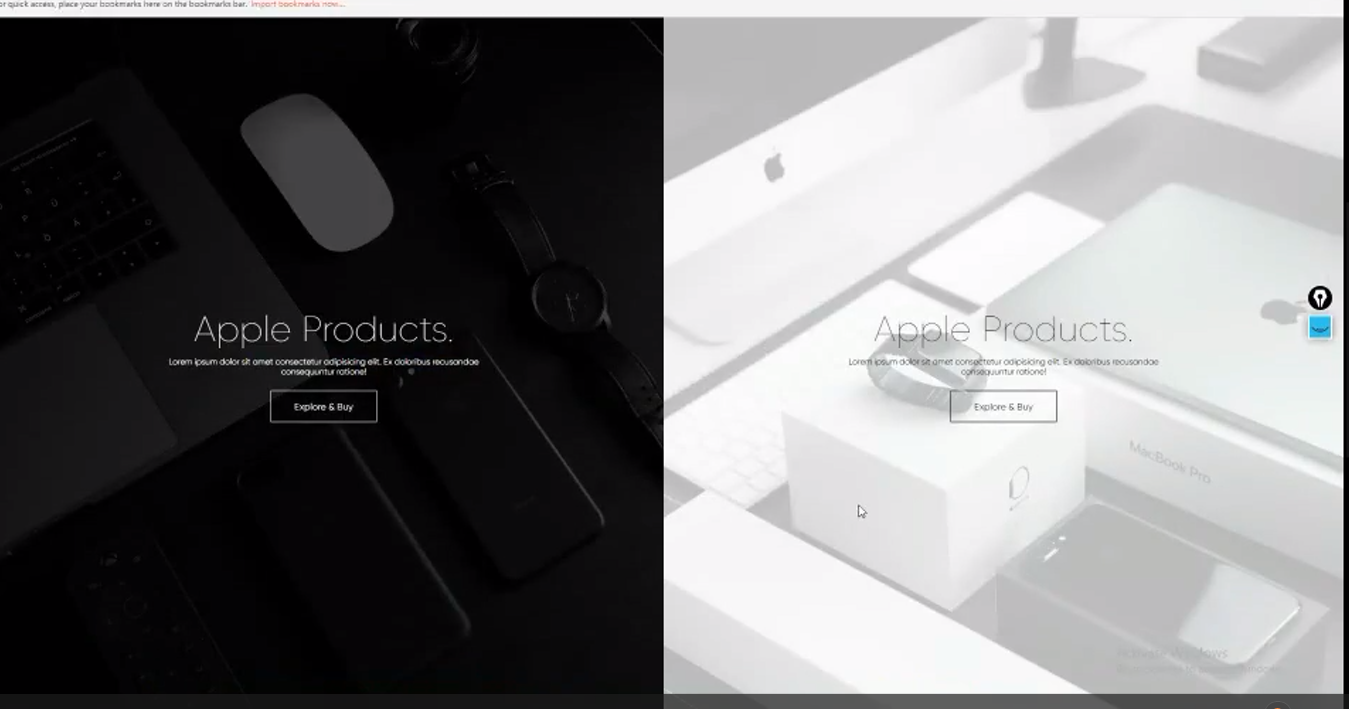 or quick access, place your bookmarks here on the bookmarks bar. Import bookmarks now...
Apple Products.
Lorem ipsum dolor sit amet consectetur adipisicing elit. Ex doloribus recusandae
consequuntur ratione!
Explore & Buy
Apple Products.
Lorem ipsum dolor sit amet consectetur adipisicing elit. Ex doloribus recusandae
consequuntur ratione!
Explore & Buy
MacBook Pro
Activate Windows